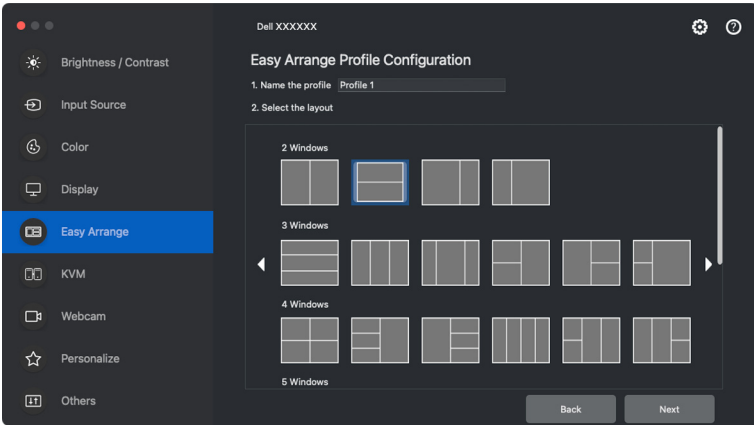 Dell XXXXXX
Brightness / Contrast
Input Source
Color
Display
Easy Arrange
KVM
Webcam
Personalize
Others
Easy Arrange Profile Configuration
1. Name the profile Profile 1
2. Select the layout
2 Windows
3 Windows
4 Windows
5 Windows
Back Next